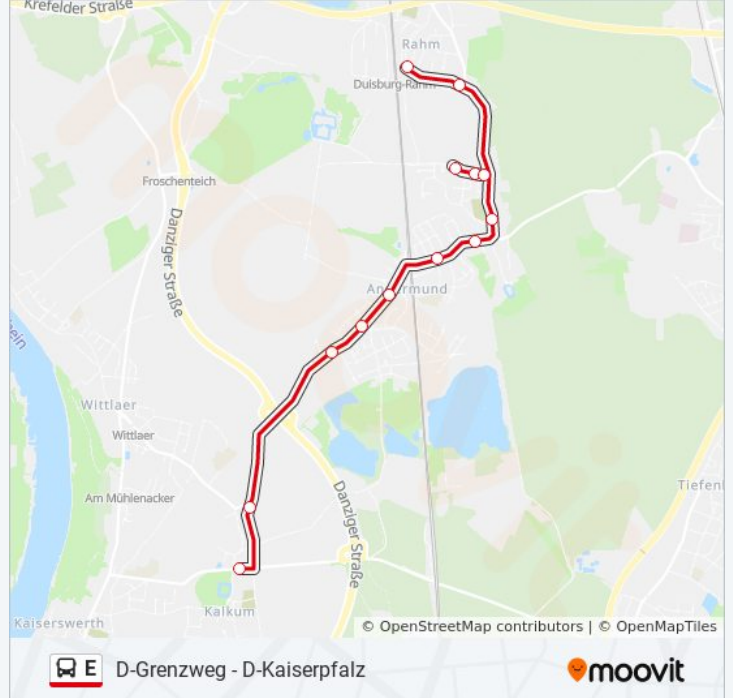 Krefelder Straße
Rahm
Duisburg-Rahm
Froschenteich
Danziger Straße
Angermund
Wittlaer
Wittlaer
Am Mühlenacker
Danziger Straße
Kaiserswerth
Kalkum
© OpenStreetMap contributors | © OpenMapTiles
E D-Grenzweg - D-Kaiserpfalz
moovit